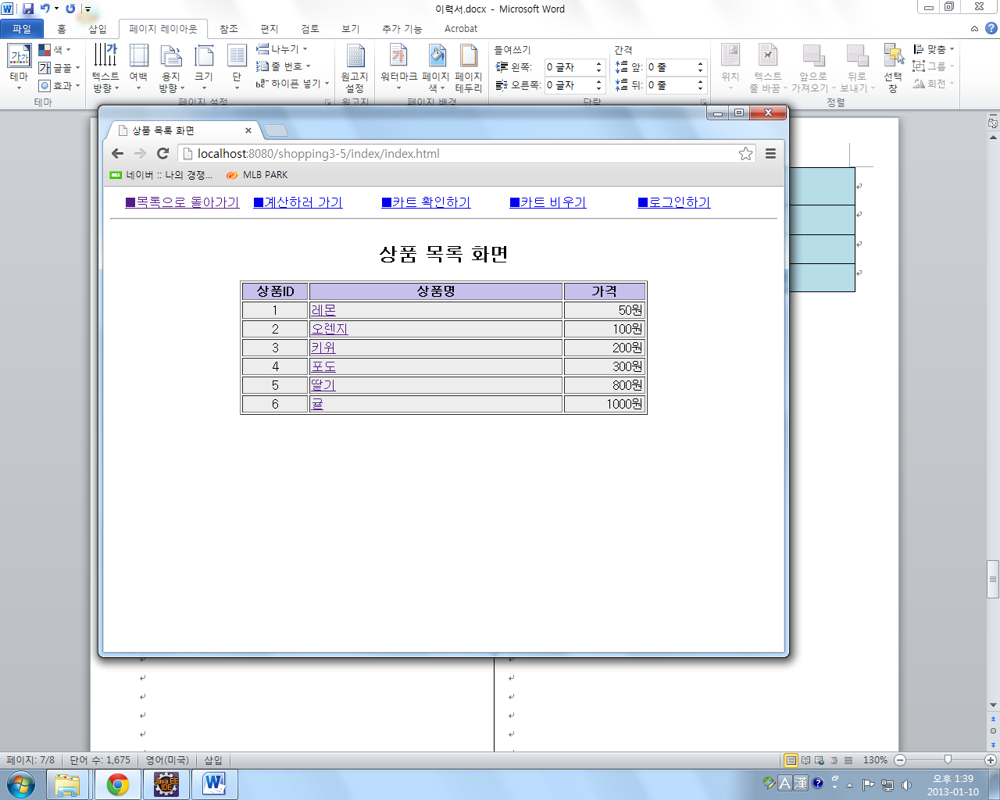 이력서.docx - Microsoft Word
파일 홈 삽입 페이지 레이아웃 참조 편지 검토 보기 추가 기능 Acrobat
테마 색 글꼴 효과 텍스트 방향 여백 용지 방향 크기 단 나누기 줄 번호 하이픈 넣기 원고지 설정 워터마크 페이지 색 페이지 테두리
들여쓰기 간격
왼쪽: 0 글자 앞: 0 줄
오른쪽: 0 글자 뒤: 0 줄
위치 텍스트 줄 바꿈 앞으로 가져오기 뒤로 보내기 선택 창 맞춤 그룹 회전
테마 페이지 설정 원고지 페이지 배경 단락 정렬
상품 목록 화면
localhost:8080/shopping3-5/index/index.html
네이버 :: 나의 경쟁... MLB PARK
■목록으로 돌아가기 ■계산하러 가기 ■카트 확인하기 ■카트 비우기 ■로그인하기
상품 목록 화면
상품ID 상품명 가격
1 레몬 50원
2 오렌지 100원
3 키위 200원
4 포도 300원
5 딸기 800원
6 귤 1000원
페이지: 7/8 단어 수: 1,675 영어(미국) 삽입 130%
Java EE IDE
A 漢
오후 1:39
2013-01-10